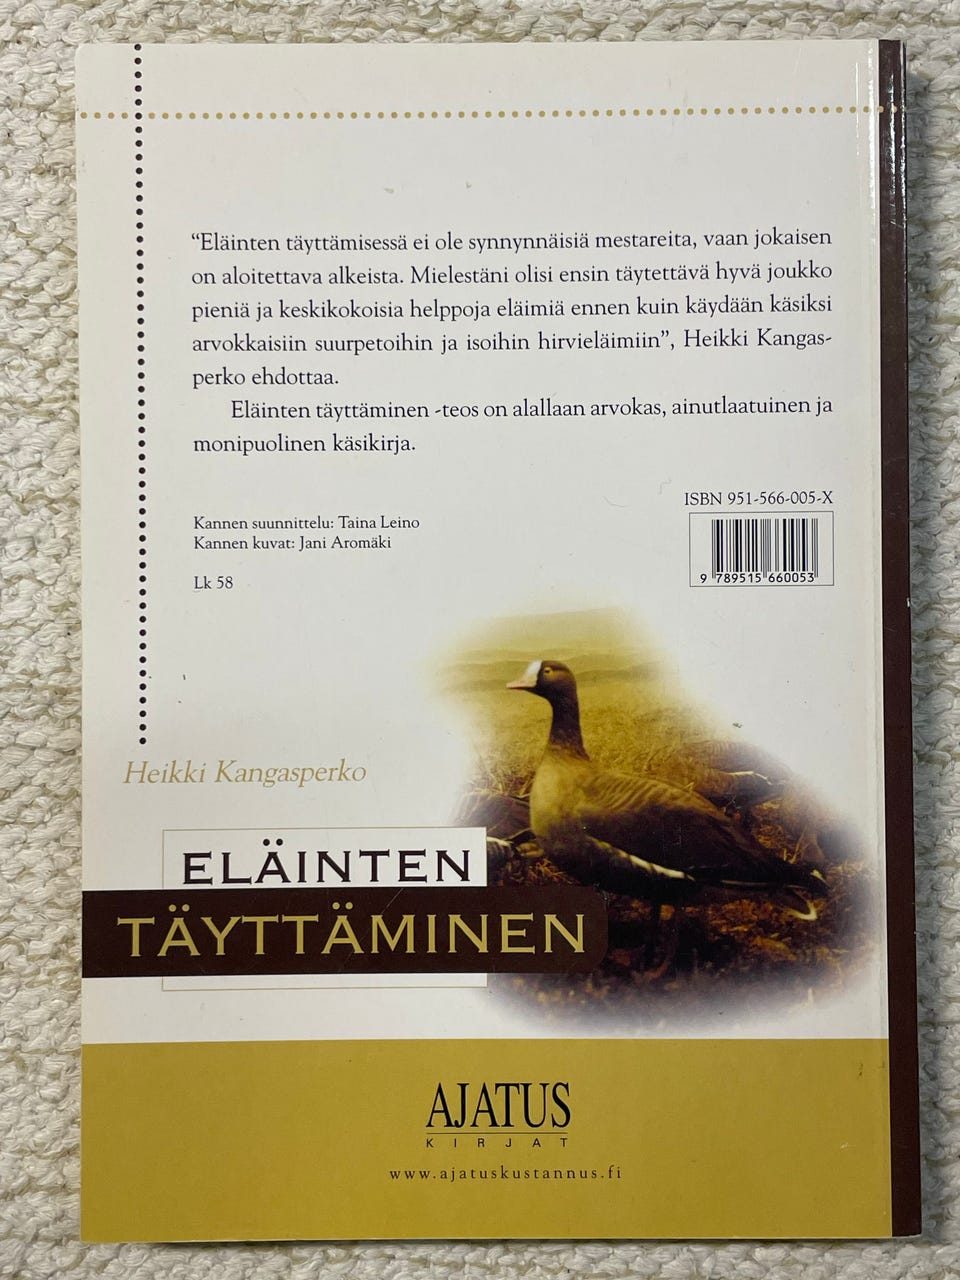 “Eläinten täyttämisessä ei ole synnynnäisiä mestareita, vaan jokaisen
on aloitettava alkeista. Mielestäni olisi ensin täytettävä hyvä joukko
pieniä ja keskikokoisia helppoja eläimiä ennen kuin käydään käsiksi
arvokkaisiin suurpetoihin ja isoihin hirvieläimiin”, Heikki Kangas-
perko ehdottaa.
Eläinten täyttäminen -teos on alallaan arvokas, ainutlaatuinen ja
monipuolinen käsikirja.
ISBN 951-566-005-X
9 789515 660053
Kannen suunnittelu: Taina Leino
Kannen kuvat: Jani Aromäki
Lk 58
Heikki Kangasperko
ELÄINTEN
TÄYTTÄMINEN
AJATUS
KIRJAT
www.ajatuskustannus.fi